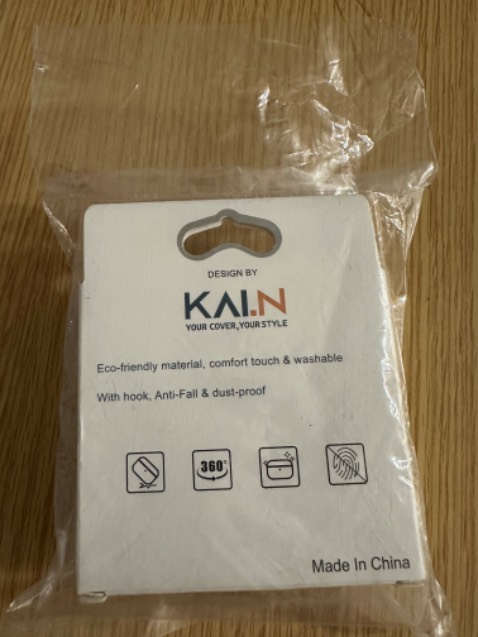 DESIGN BY
KAI.N
YOUR COVER,YOUR STYLE
Eco-friendly material, comfort touch & washable
With hook, Anti-Fall & dust-proof
360°
Made In China